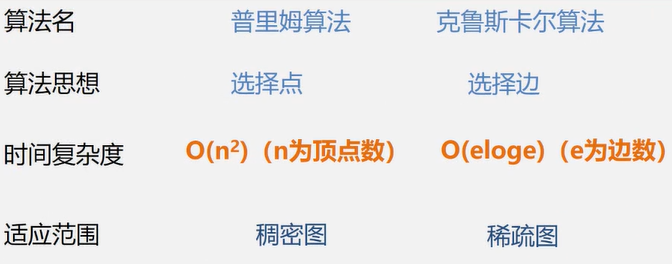 算法名 普里姆算法 克鲁斯卡尔算法
算法思想 选择点 选择边
时间复杂度 O(n²)（n为顶点数） O(eloge)（e为边数）
适应范围 稠密图 稀疏图